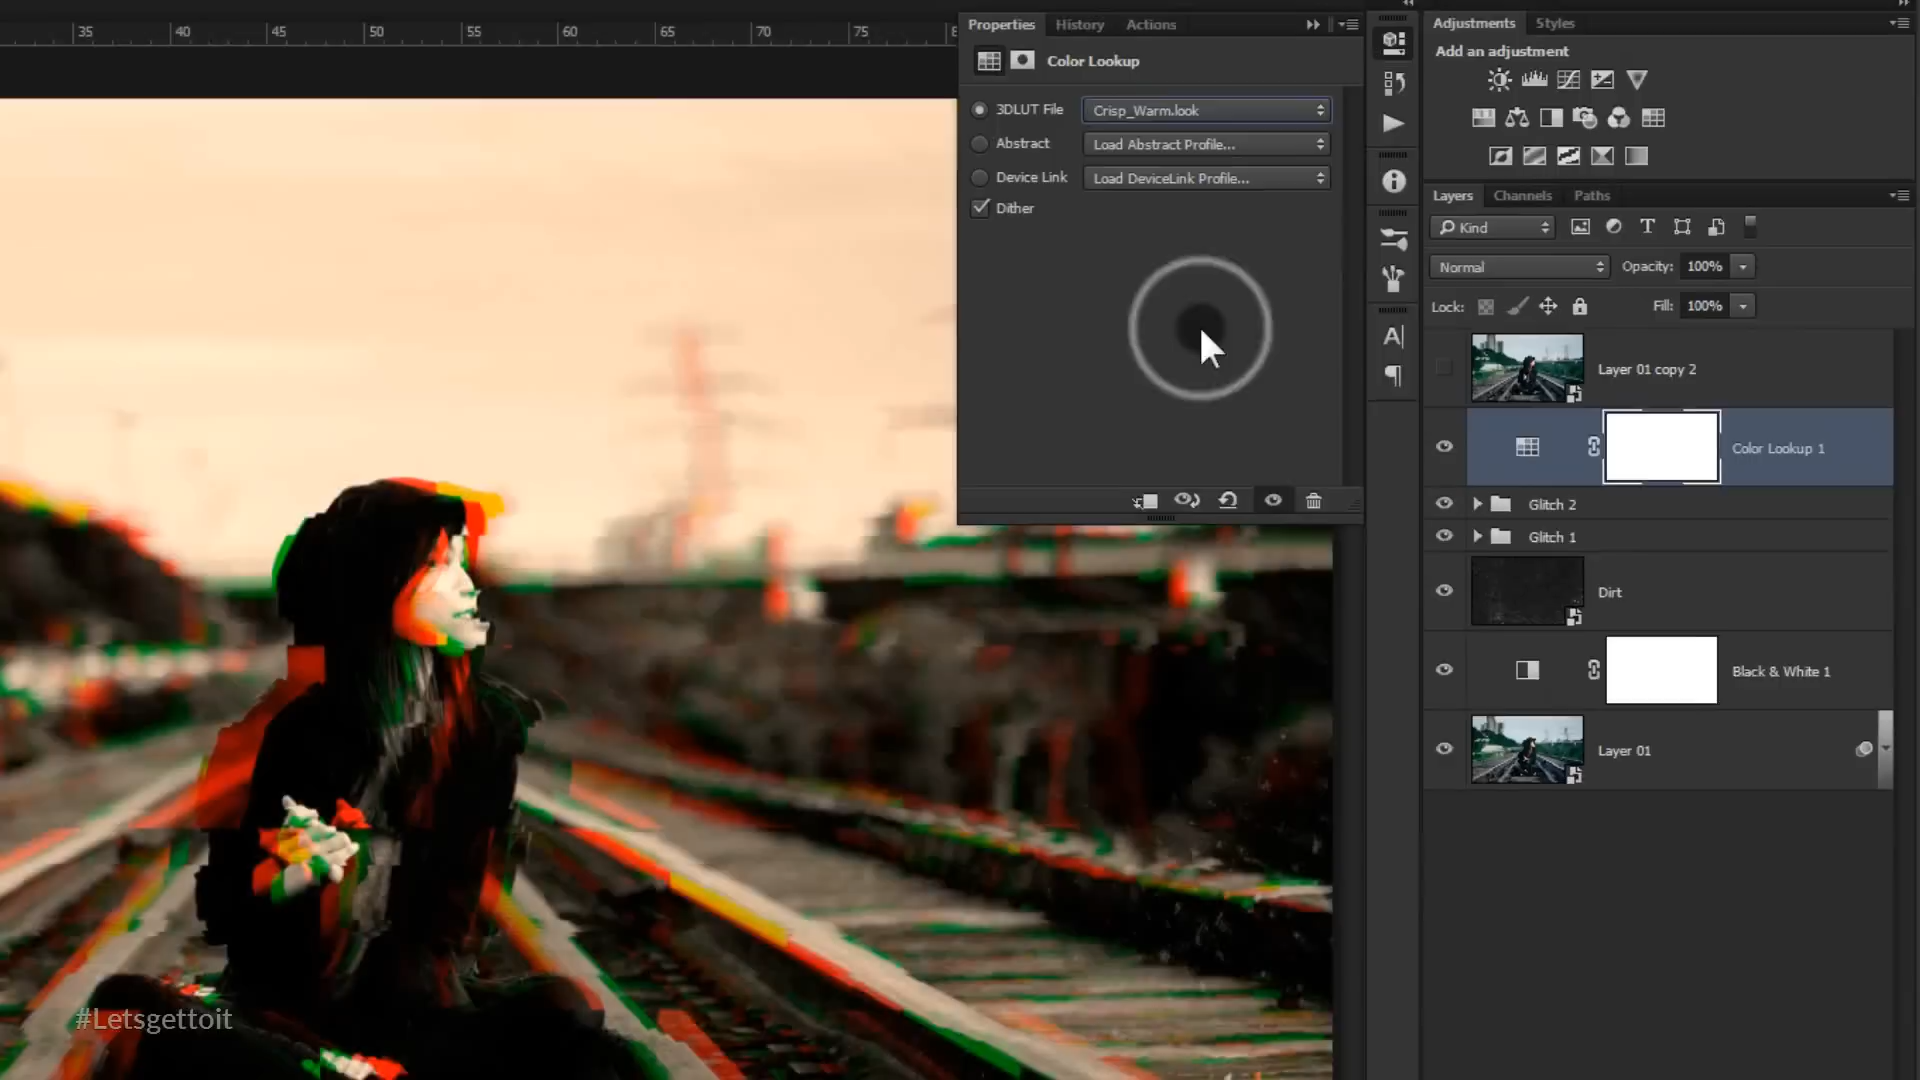 35 40 45 50 55 60 65 70 75
Properties History Actions
Color Lookup
3DLUT File Crisp_Warm.look
Abstract Load Abstract Profile...
Device Link Load DeviceLink Profile...
Dither
Adjustments Styles
Add an adjustment
Layers Channels Paths
Kind
Normal Opacity: 100%
Lock: Fill: 100%
Layer 01 copy 2
Color Lookup 1
Glitch 2
Glitch 1
Dirt
Black & White 1
Layer 01
#Letsgettoit